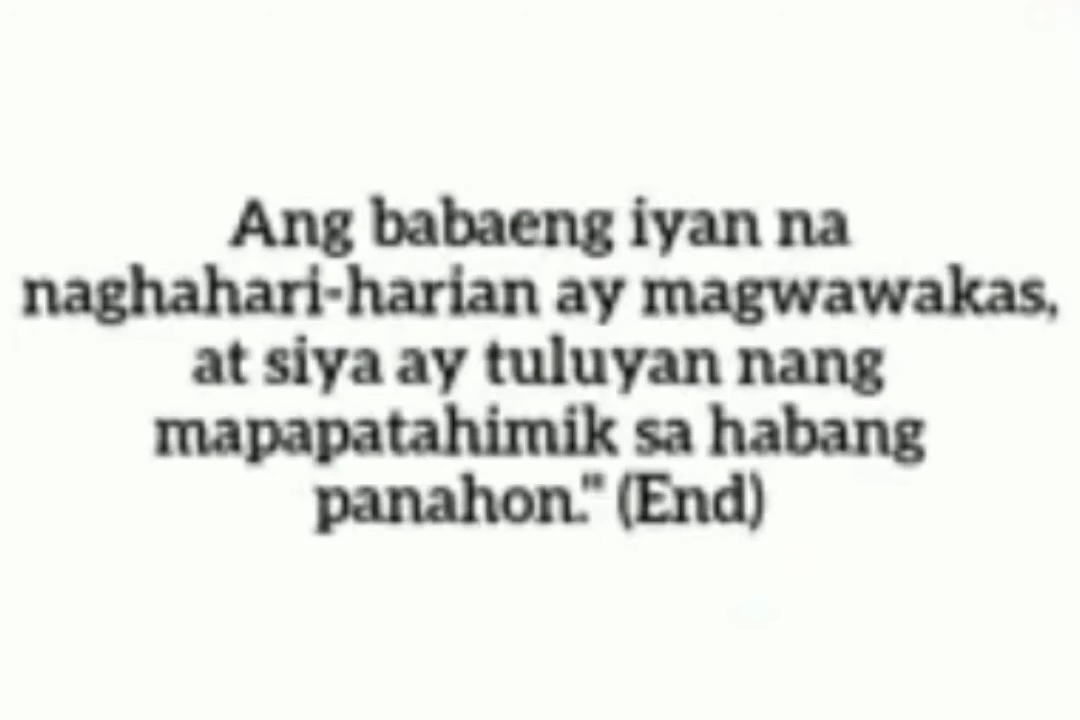 Ang babaeng iyan na
naghahari-harian ay magwawakas,
at siya ay tuluyan nang
mapapatahimik sa habang
panahon." (End)